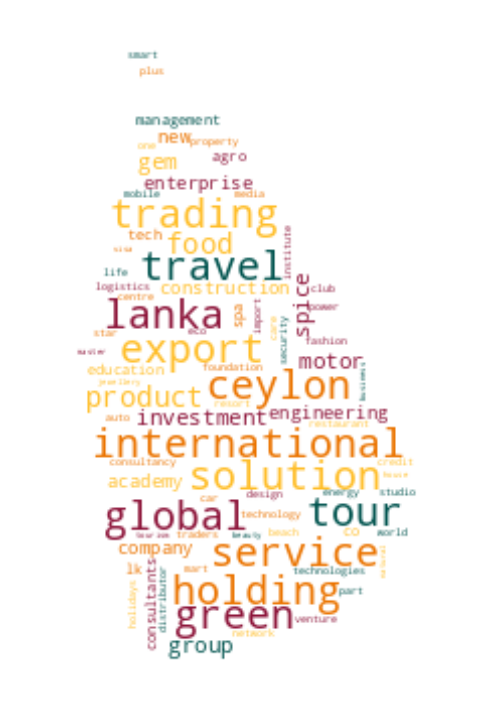 smart
plus
management
new property
one
gem agro
enterprise
mobile media
trading
tech food
institute
visa
travel
life
logistics construction club
centre
spice
lanka spa import power
star eco care security fashion
export
master
motor
education foundation
business
jewellery
ceylon
product resort
auto investment engineering
restaurant
international
consultancy credit
solution house
academy
design energy studio
car
global tour
technology
tourism traders beauty beach co world
company service
natural
lk mart technologies
consultants distributor
holidays
holding part
green venture
network
group